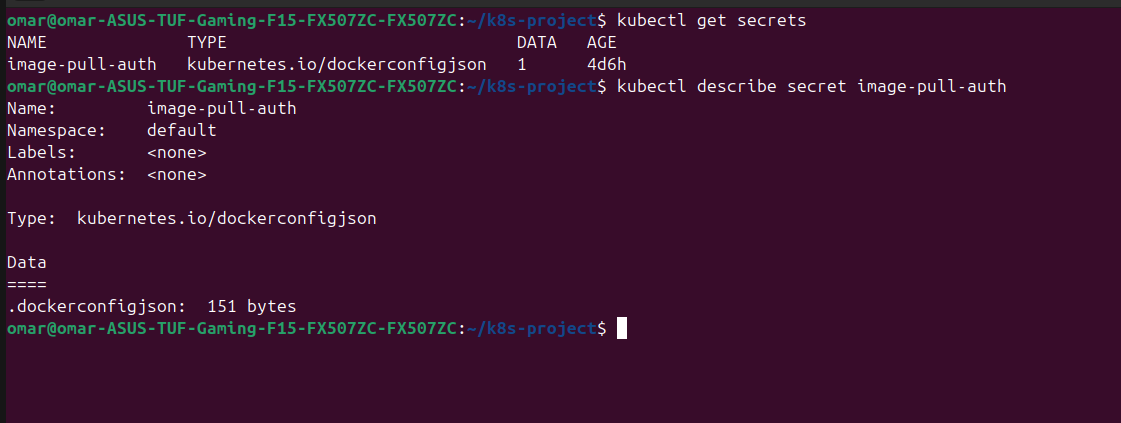 omar@omar-ASUS-TUF-Gaming-F15-FX507ZC-FX507ZC:~/k8s-project$ kubectl get secrets
NAME TYPE DATA AGE
image-pull-auth kubernetes.io/dockerconfigjson 1 4d6h
omar@omar-ASUS-TUF-Gaming-F15-FX507ZC-FX507ZC:~/k8s-project$ kubectl describe secret image-pull-auth
Name: image-pull-auth
Namespace: default
Labels: <none>
Annotations: <none>
Type: kubernetes.io/dockerconfigjson
Data
====
.dockerconfigjson: 151 bytes
omar@omar-ASUS-TUF-Gaming-F15-FX507ZC-FX507ZC:~/k8s-project$